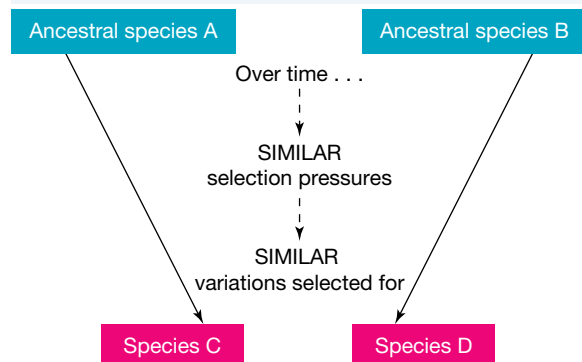 Ancestral species A
Ancestral species B
Over time . . .
SIMILAR
selection pressures
SIMILAR
variations selected for
Species C
Species D